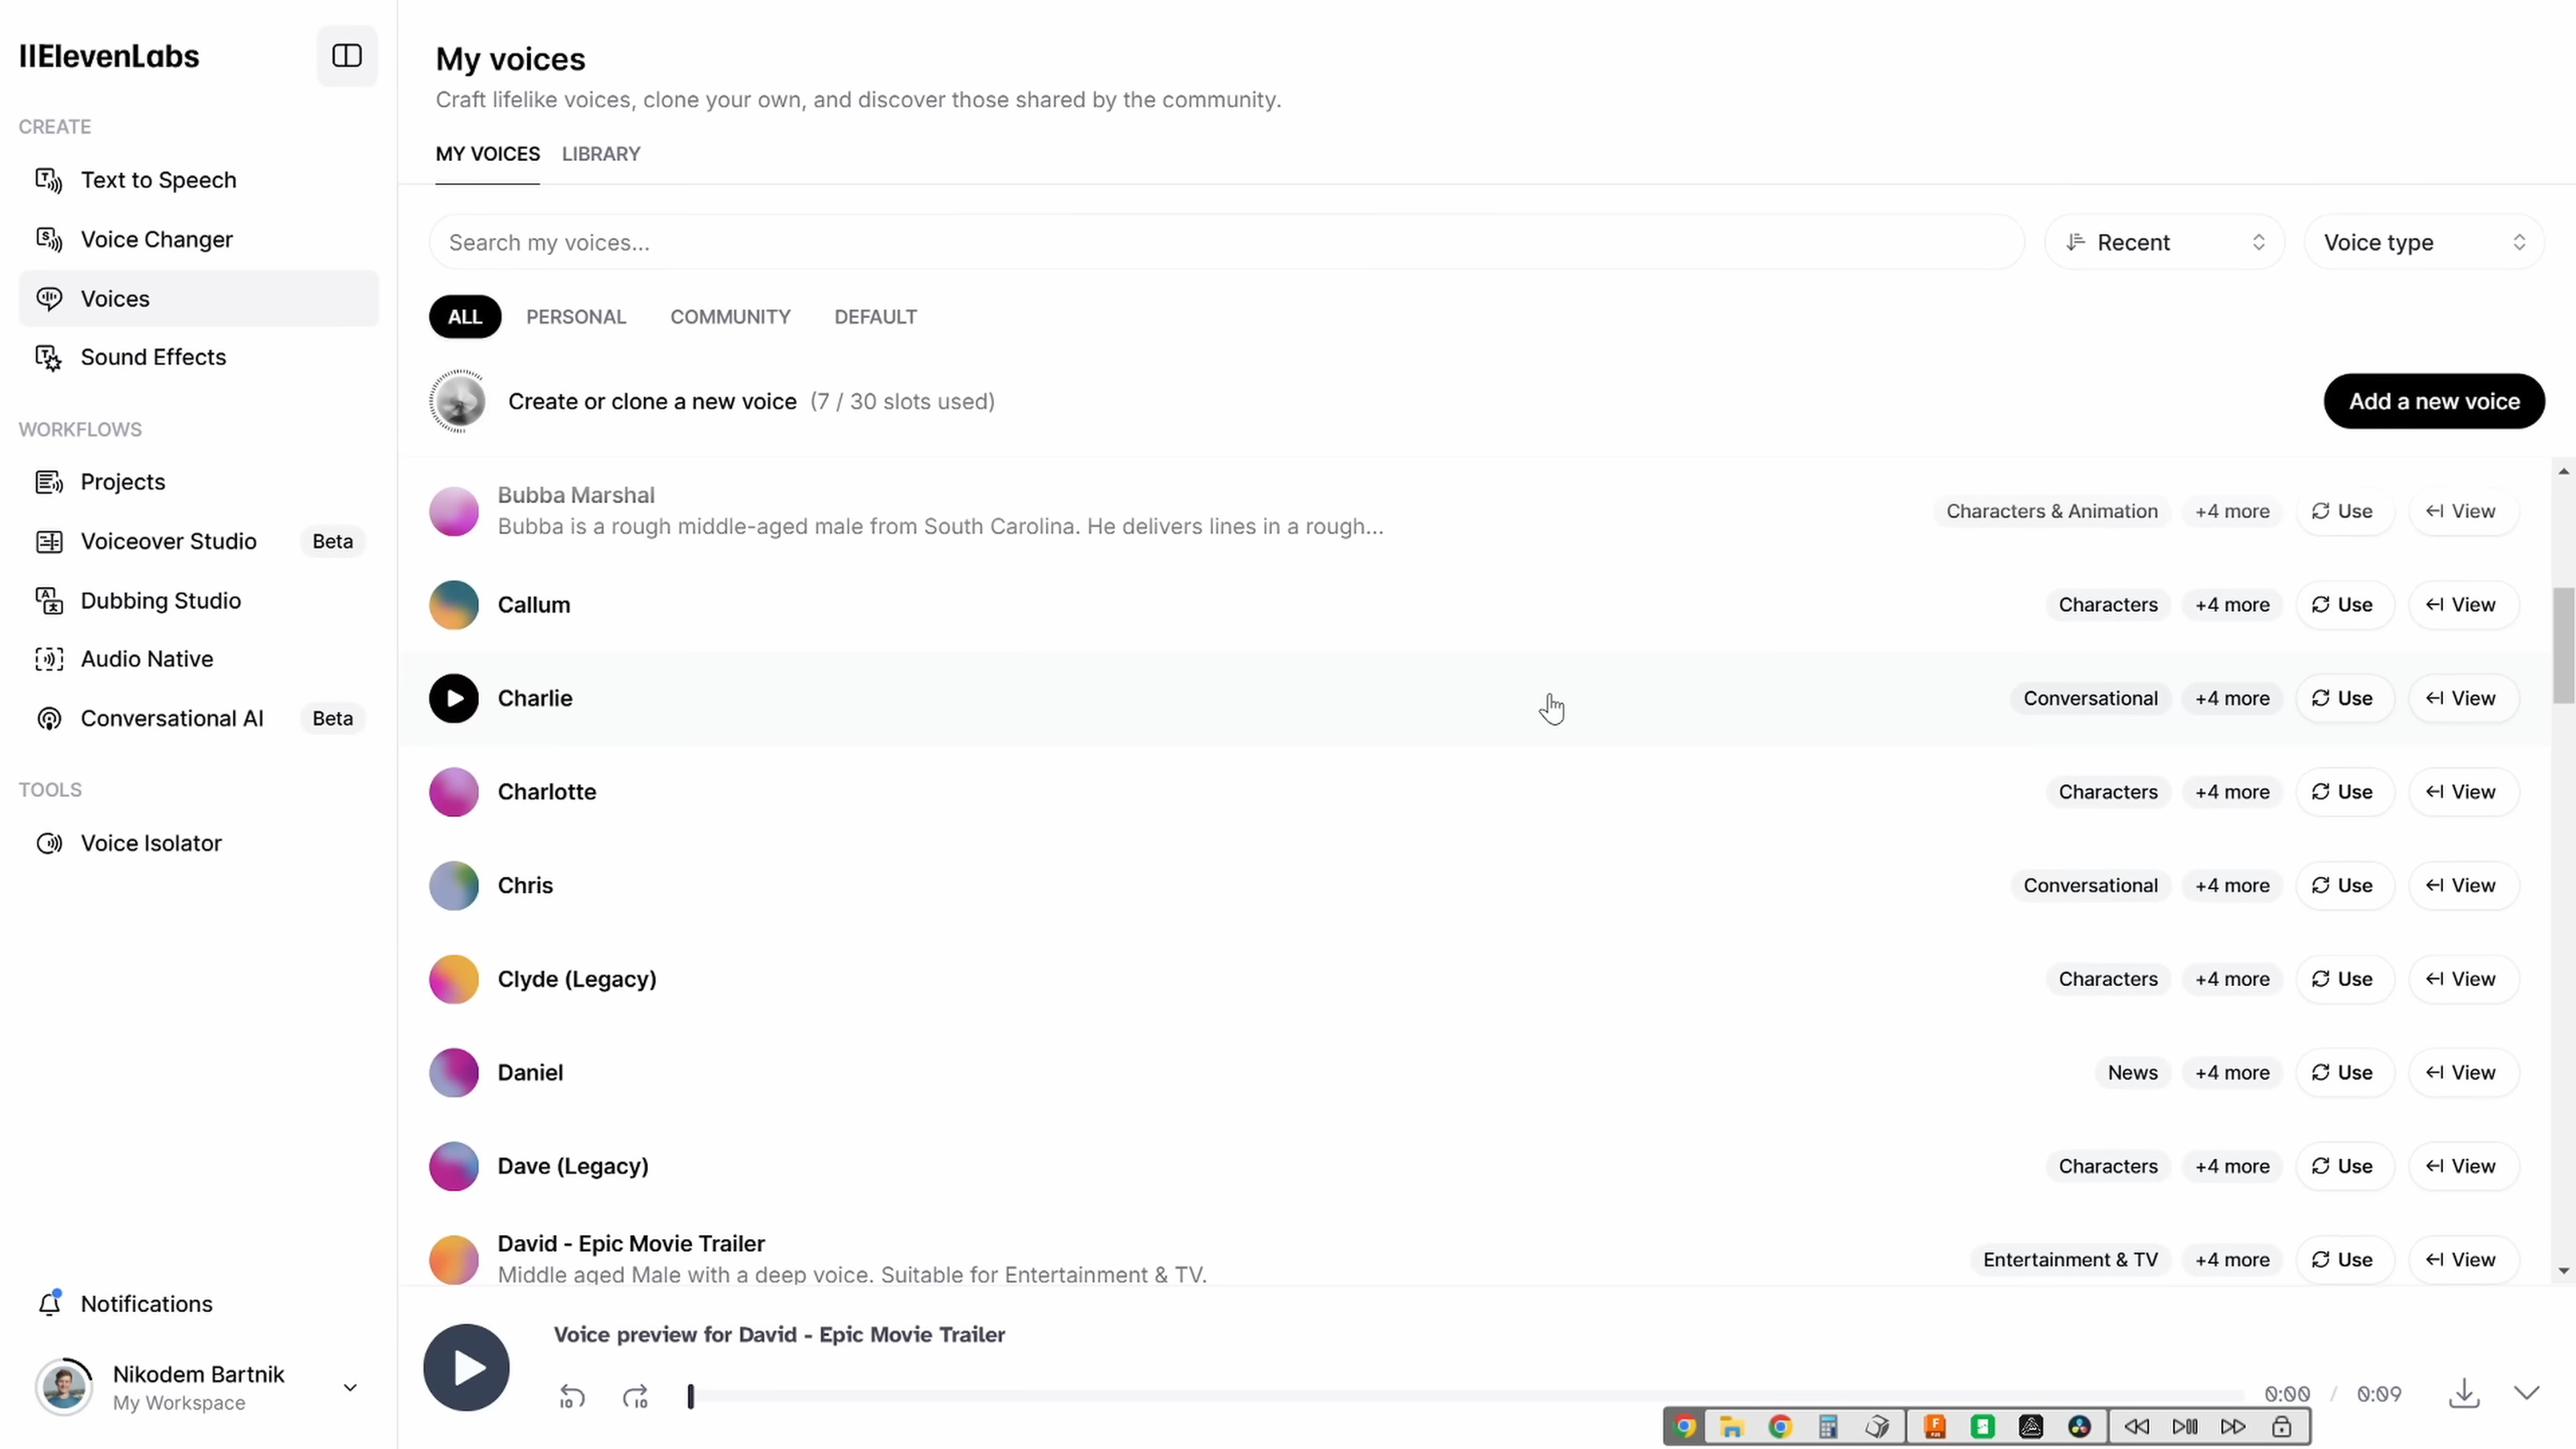 IIElevenLabs
CREATE
Text to Speech
Voice Changer
Voices
Sound Effects
WORKFLOWS
Projects
Voiceover Studio Beta
Dubbing Studio
Audio Native
Conversational AI Beta
TOOLS
Voice Isolator
Notifications
Nikodem Bartnik
My Workspace
My voices
Craft lifelike voices, clone your own, and discover those shared by the community.
MY VOICES LIBRARY
Search my voices... Recent Voice type
ALL PERSONAL COMMUNITY DEFAULT
Create or clone a new voice (7 / 30 slots used) Add a new voice
Bubba Marshal
Bubba is a rough middle-aged male from South Carolina. He delivers lines in a rough...
Characters & Animation +4 more Use View
Callum Characters +4 more Use View
Charlie Conversational +4 more Use View
Charlotte Characters +4 more Use View
Chris Conversational +4 more Use View
Clyde (Legacy) Characters +4 more Use View
Daniel News +4 more Use View
Dave (Legacy) Characters +4 more Use View
David - Epic Movie Trailer
Middle aged Male with a deep voice. Suitable for Entertainment & TV.
Entertainment & TV +4 more Use View
Voice preview for David - Epic Movie Trailer
10 10 0:00 / 0:09